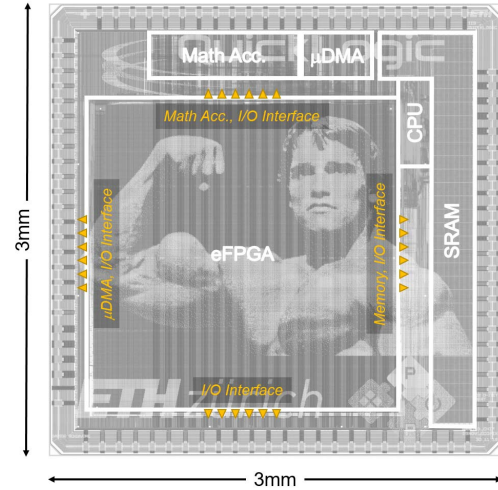 QuickLogic
Math Acc.
μDMA
Math Acc., I/O Interface
CPU
3mm
μDMA, I/O Interface
eFPGA
Memory, I/O Interface
SRAM
I/O Interface
ETH zürich
P
3mm